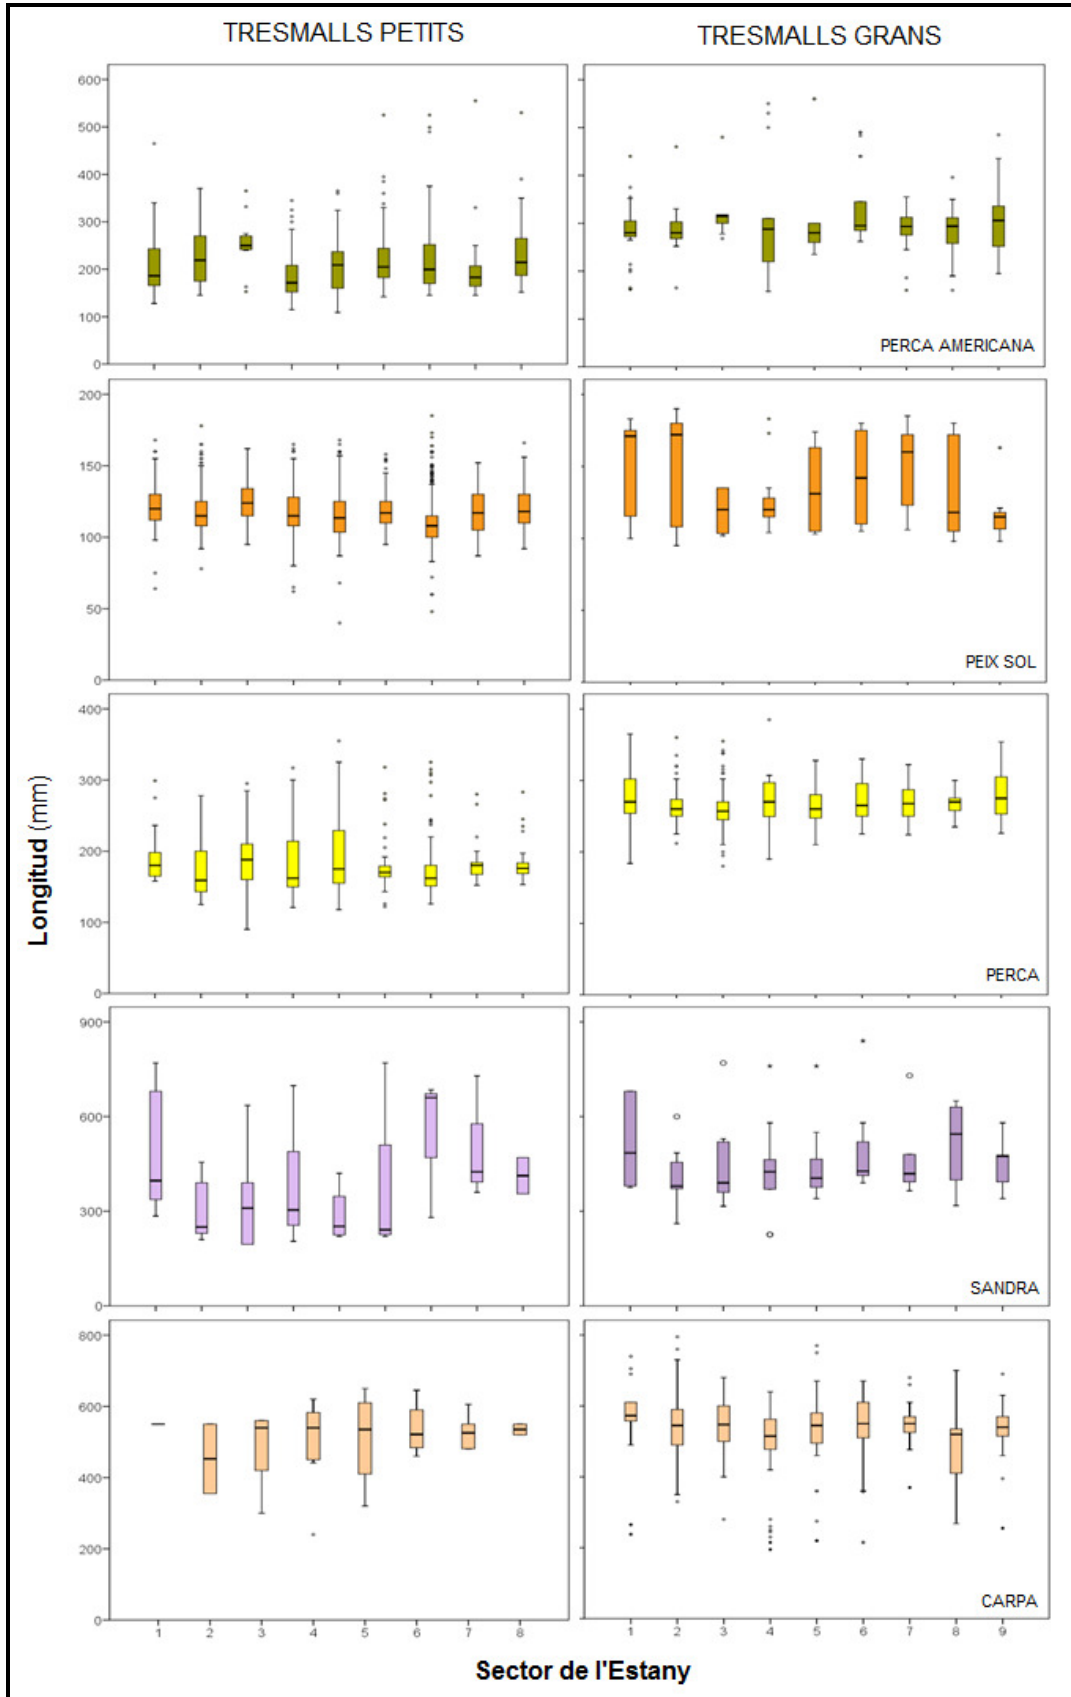 TRESMALLS PETITS
TRESMALLS GRANS
600
500
400
300
200
100
0
PERCA AMERICANA
200
150
100
50
0
PEIX SOL
400
300
200
100
0
PERCA
900
600
300
0
SANDRA
800
600
400
200
0
CARPA
1 2 3 4 5 6 7 8
1 2 3 4 5 6 7 8 9
Longitud (mm)
Sector de l'Estany